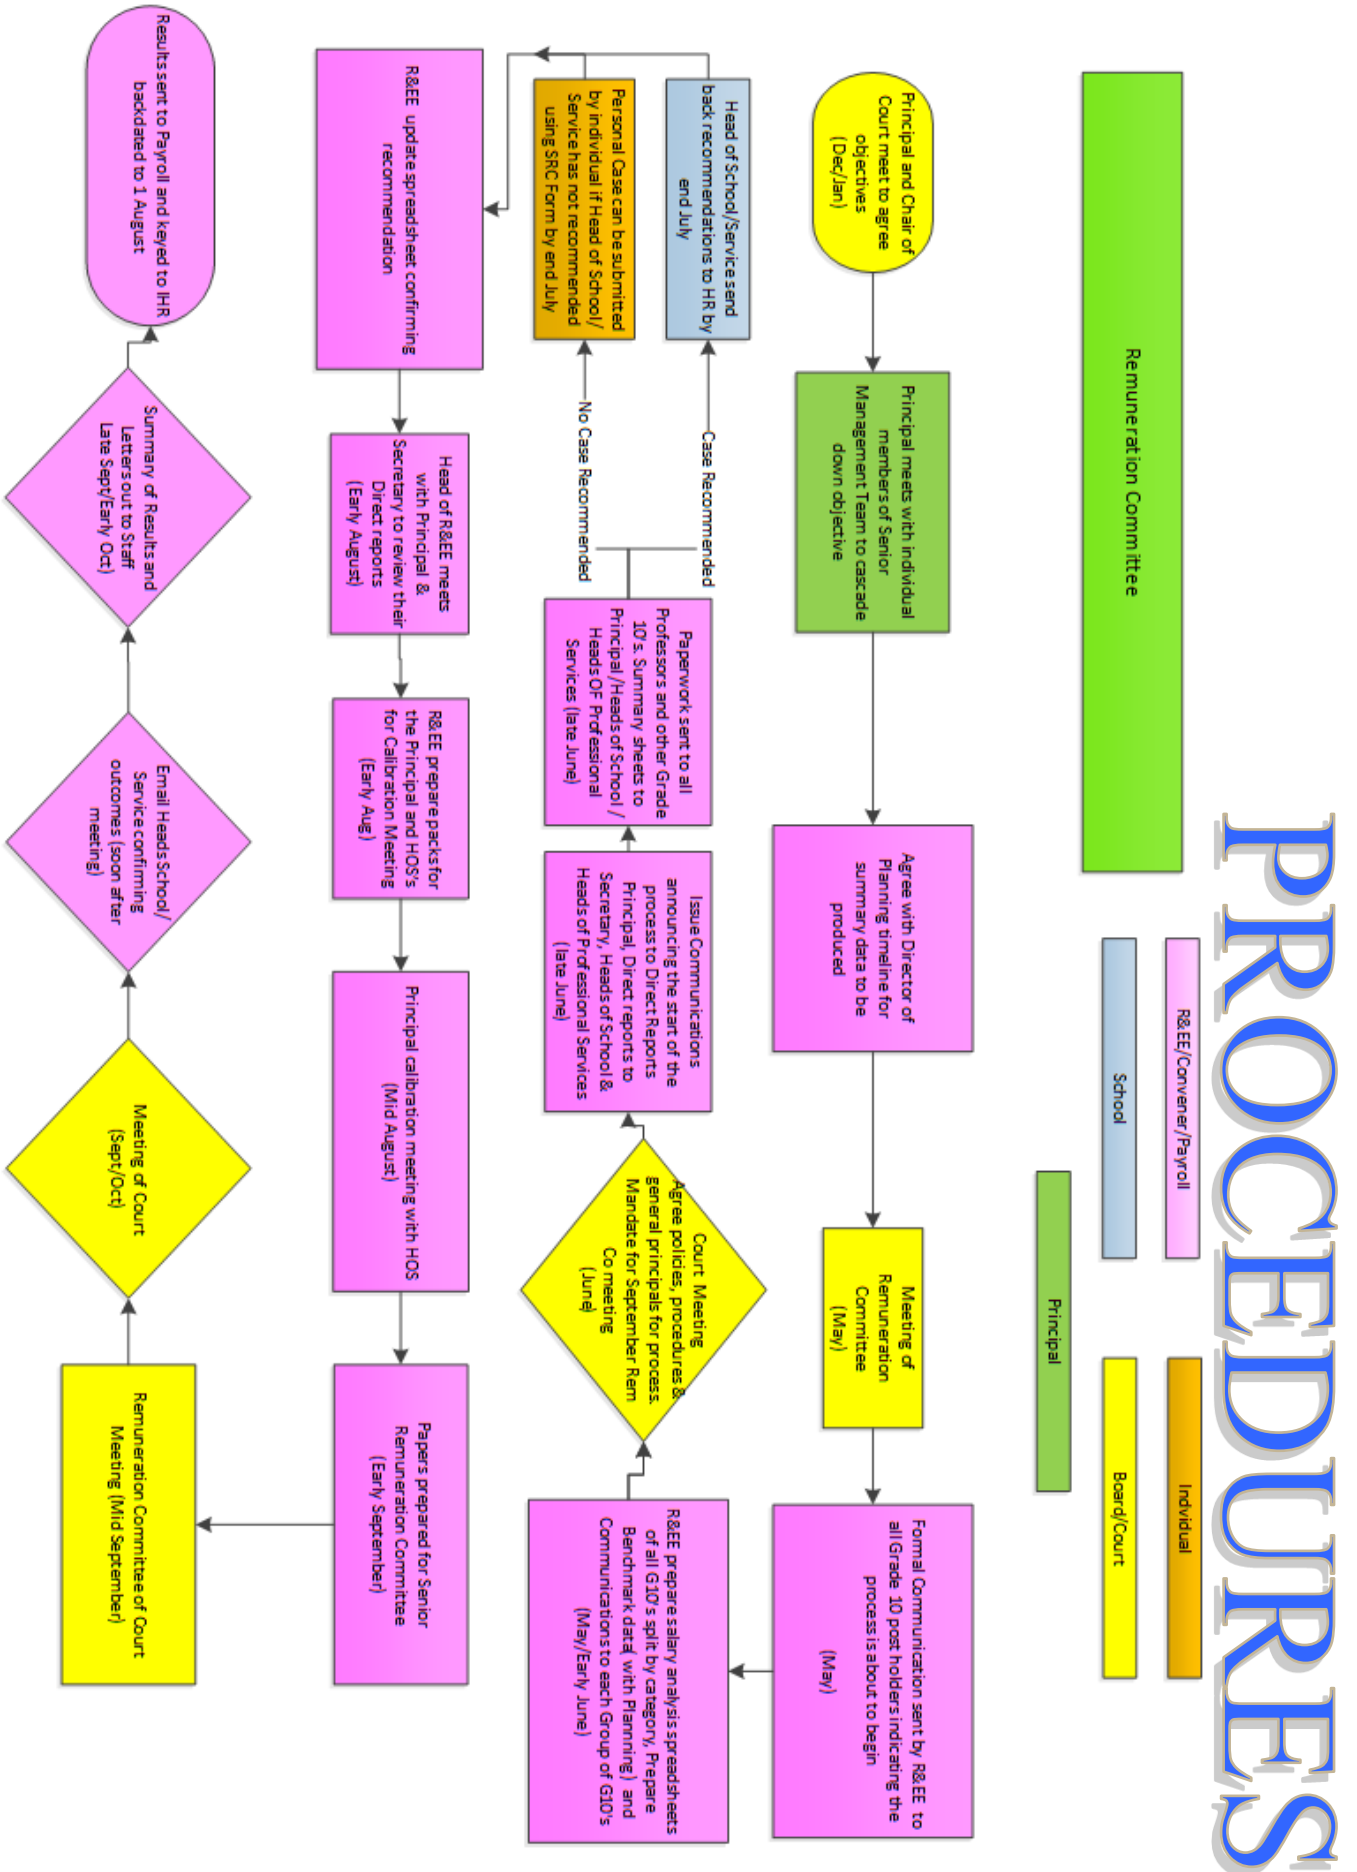 PROCEDURES
Remuneration Committee
R&EE/Convener/Payroll
Indvidual
School
Board/Court
Principal
Principal and Chair of
Court meet to agree
objectives
(Dec/Jan)
Principal meets with individual
members of Senior
Management Team to cascade
down objective
Agree with Director of
Planning timeline for
summary data to be
produced
Meeting of
Remuneration
Committee
(May)
Formal Communication sent by R&EE to
all Grade 10 post holders indicating the
process is about to begin
(May)
R&EE prepare salary analysis spreadsheets
of all G10's split by category, Prepare
Benchmark data( with Plannning) and
Communications to each Group of G10's
(May/Early June)
Court Meeting
Agree policies, procedures &
general principals for process.
Mandate for September Rem
Co meeting
(June)
Issue Communications
announcing the start of the
process to Direct Reports
Principal, Direct reports to
Secretary, Heads of School &
Heads of Professional Services
(late June)
Paperwork sent to all
Professors and other Grade
10's. Summary sheets to
Principal/Heads of School /
Heads OF Professional
Services (late June)
Case Recommended
No Case Recommended
Head of School/Service send
back recommendations to HR by
end July
Personal Case can be submitted
by individual if Head of School/
Service has not recommended
using SRC Form by end July
R&EE update spreadsheet confirming
recommendation
Head of R&EE meets
with Principal &
Secretary to review their
Direct reports
(Early August)
R&EE prepare packs for
the Principal and HOS's
for Calibration Meeting
(Early Aug)
Principal calibration meeting with HOS
(Mid August)
Papers prepared for Senior
Remuneration Committee
(Early September)
Remuneration Committee of Court
Meeting (Mid September)
Meeting of Court
(Sept/Oct)
Email Heads School/
Service confirming
outcomes (soon after
meeting)
Summary of Results and
Letters out to Staff
Late Sept/Early Oct)
Results sent to Payroll and keyed to IHR
backdated to 1 August